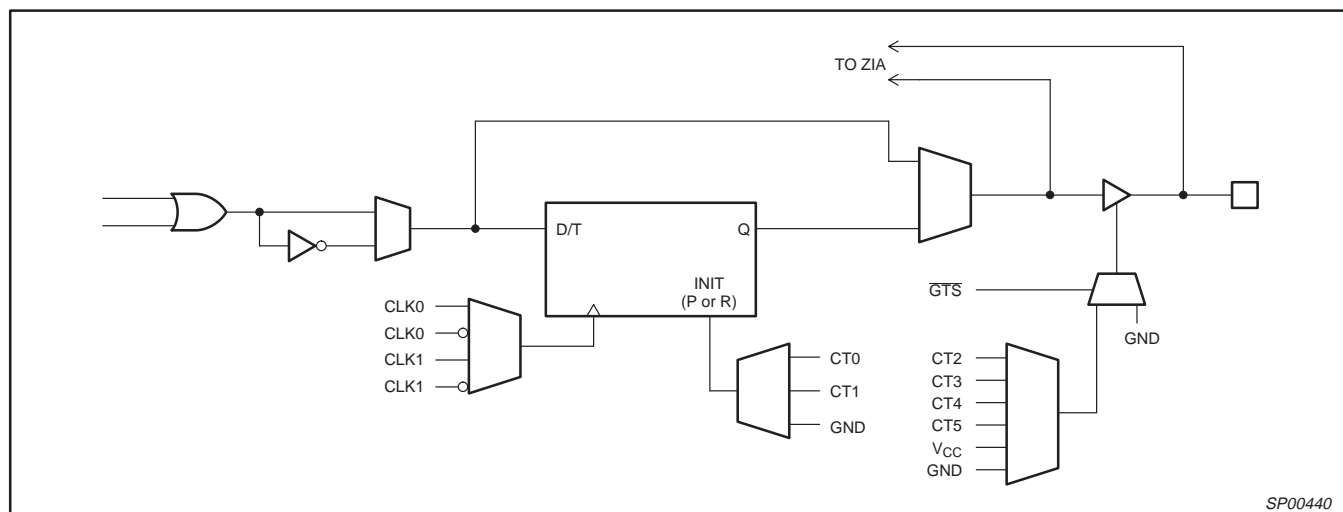 TO ZIA
D/T
Q
INIT
(P or R)
CLK0
CLK0
CLK1
CLK1
CT0
CT1
GND
G̅T̅S̅
GND
CT2
CT3
CT4
CT5
VCC
GND
SP00440